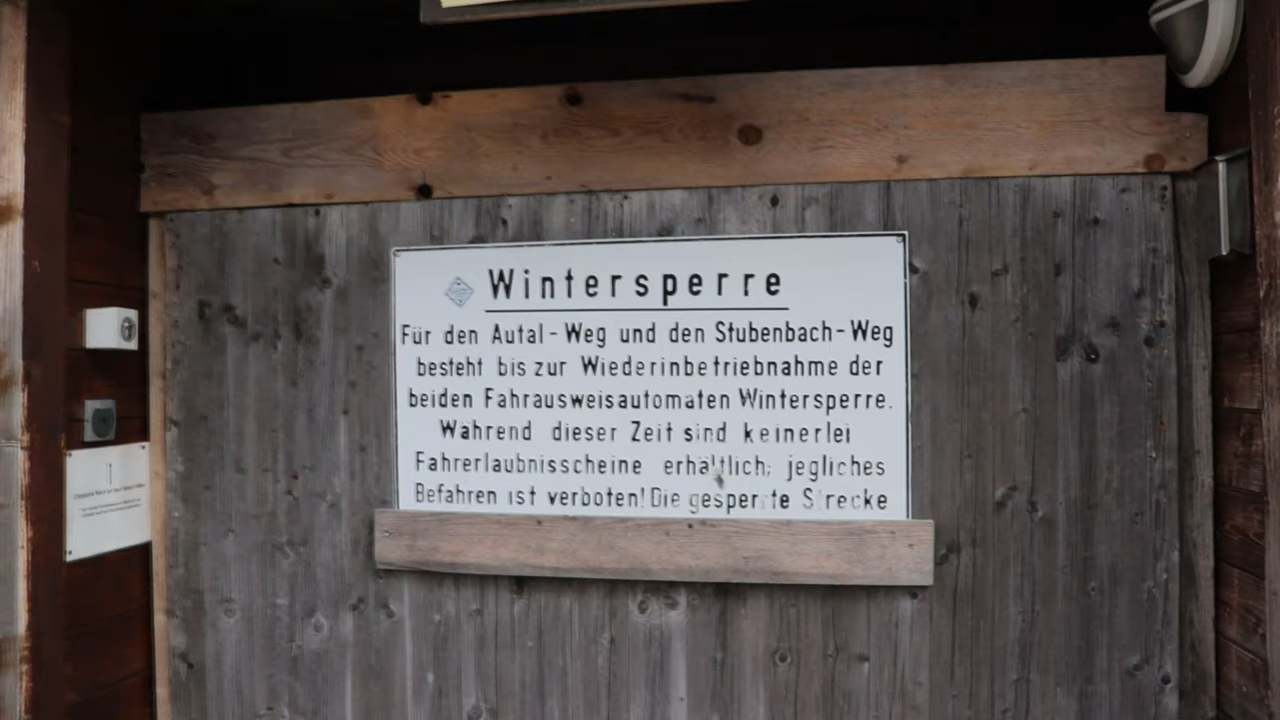 Wintersperre
Für den Autal-Weg und den Stubenbach-Weg
besteht bis zur Wiederinbetriebnahme der
beiden Fahrausweisautomaten Wintersperre.
Während dieser Zeit sind keinerlei
Fahrerlaubnisscheine erhältlich; jegliches
Befahren ist verboten! Die gesperrte Strecke